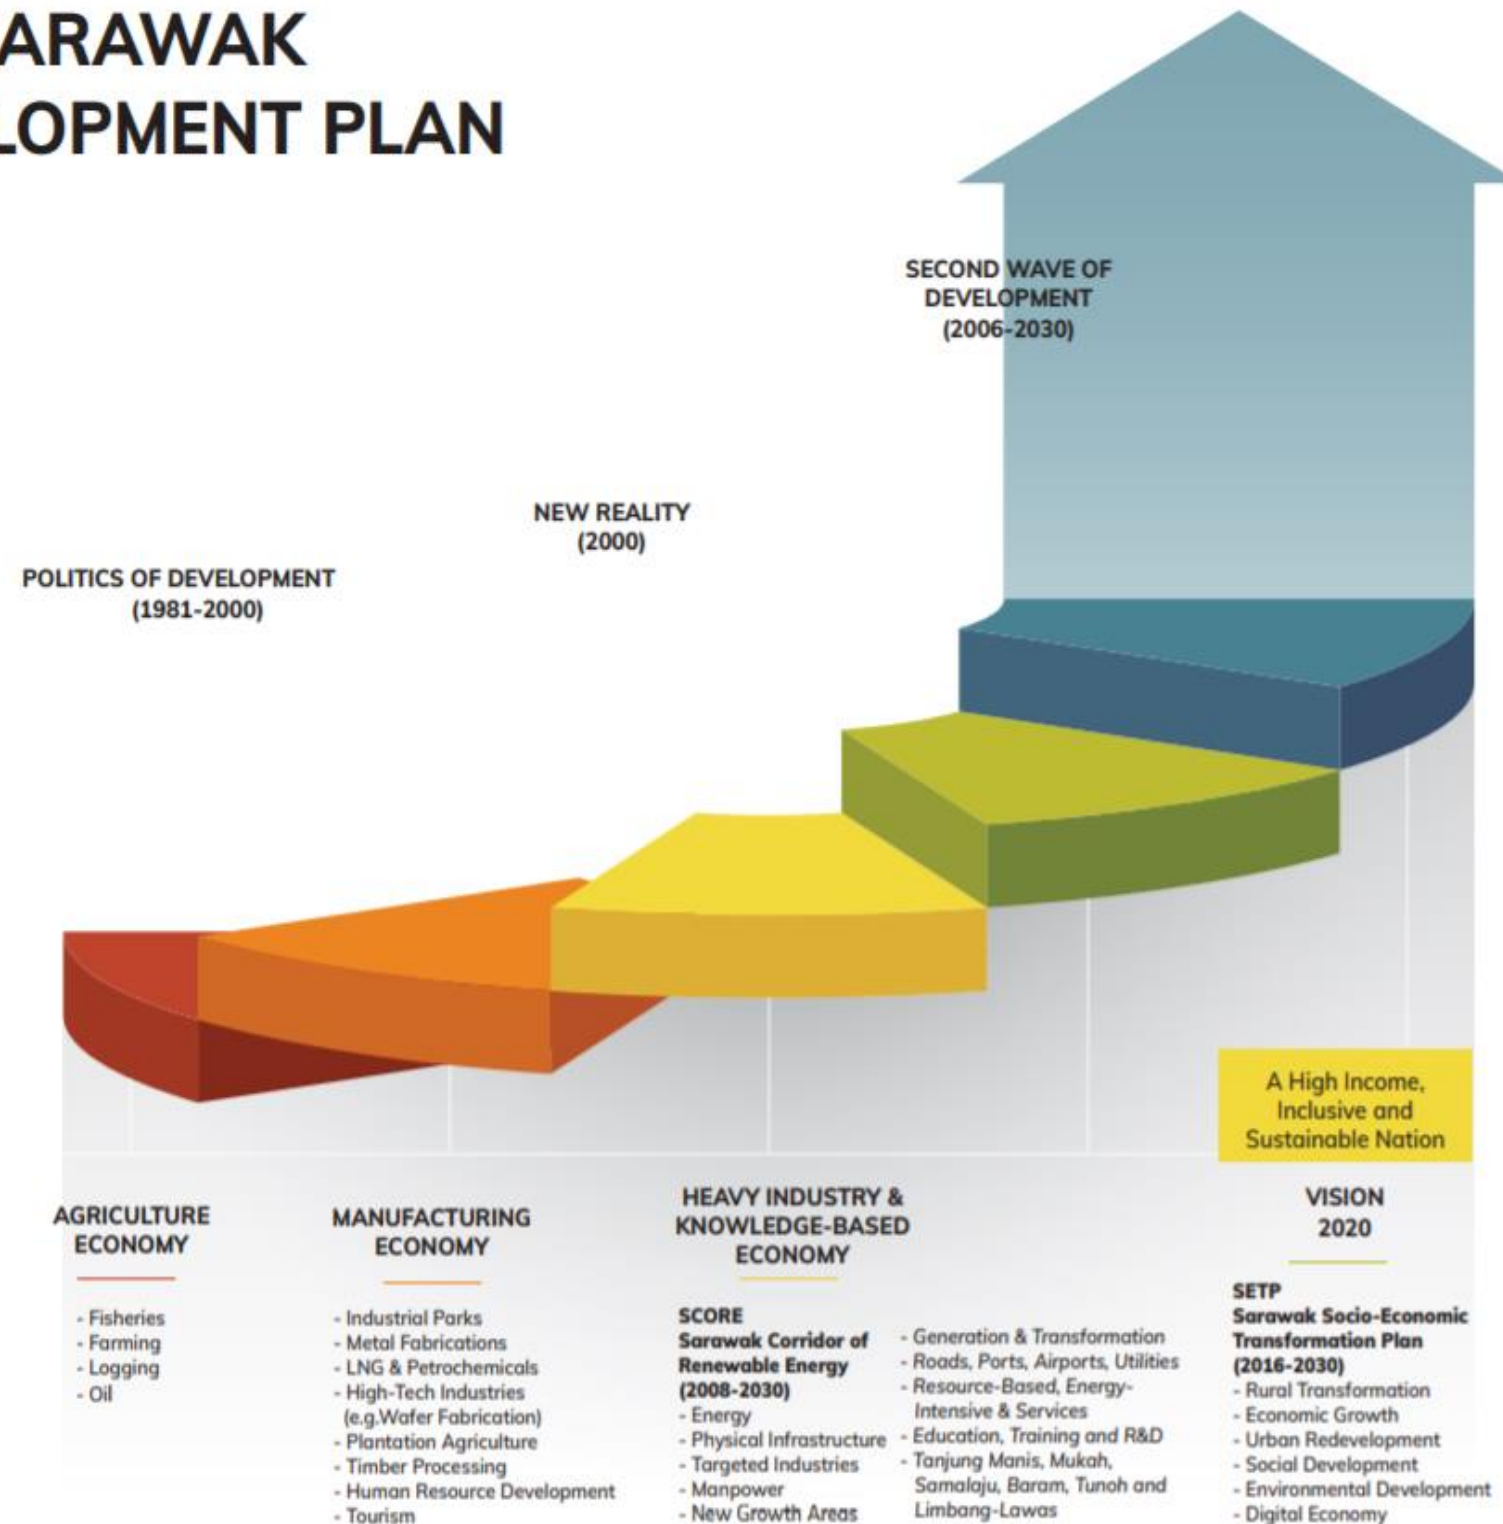 ARAWAK
LOPMENT PLAN
SECOND WAVE OF
DEVELOPMENT
(2006-2030)
NEW REALITY
(2000)
POLITICS OF DEVELOPMENT
(1981-2000)
A High Income,
Inclusive and
Sustainable Nation
AGRICULTURE
ECONOMY
- Fisheries
- Farming
- Logging
- Oil
MANUFACTURING
ECONOMY
- Industrial Parks
- Metal Fabrications
- LNG & Petrochemicals
- High-Tech Industries
(e.g.Wafer Fabrication)
- Plantation Agriculture
- Timber Processing
- Human Resource Development
- Tourism
HEAVY INDUSTRY &
KNOWLEDGE-BASED
ECONOMY
SCORE
Sarawak Corridor of
Renewable Energy
(2008-2030)
- Energy
- Physical Infrastructure
- Targeted Industries
- Manpower
- New Growth Areas
- Generation & Transformation
- Roads, Ports, Airports, Utilities
- Resource-Based, Energy-
Intensive & Services
- Education, Training and R&D
- Tanjung Manis, Mukah,
Samalaju, Baram, Tunoh and
Limbang-Lawas
VISION
2020
SETP
Sarawak Socio-Economic
Transformation Plan
(2016-2030)
- Rural Transformation
- Economic Growth
- Urban Redevelopment
- Social Development
- Environmental Development
- Digital Economy